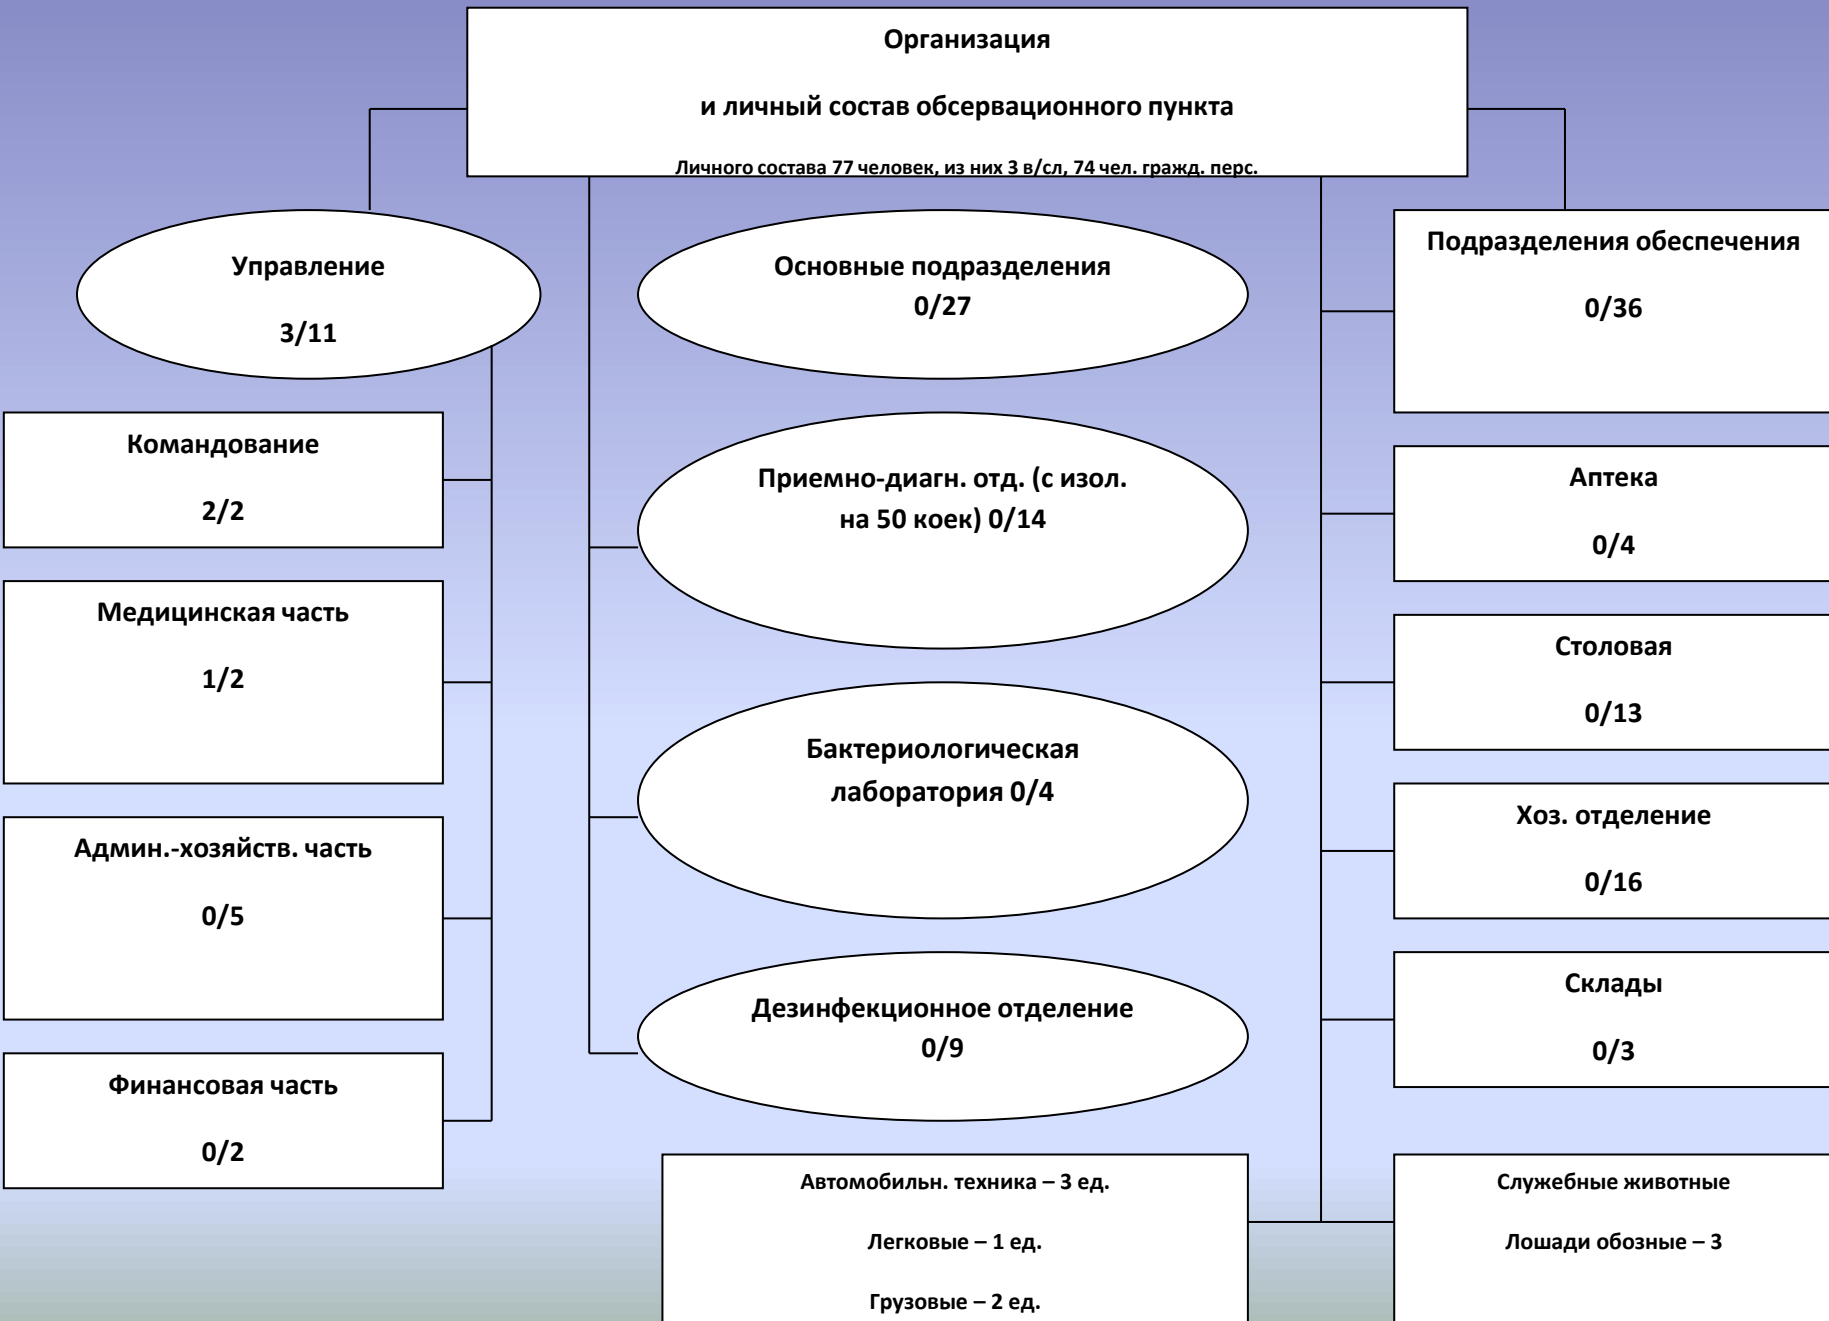 Организация
и личный состав обсервационного пункта
Личного состава 77 человек, из них 3 в/сл, 74 чел. гражд. перс.
Управление
3/11
Командование
2/2
Медицинская часть
1/2
Админ.-хозяйств. часть
0/5
Финансовая часть
0/2
Основные подразделения
0/27
Приемно-диагн. отд. (с изол.
на 50 коек) 0/14
Бактериологическая
лаборатория 0/4
Дезинфекционное отделение
0/9
Автомобильн. техника – 3 ед.
Легковые – 1 ед.
Грузовые – 2 ед.
Подразделения обеспечения
0/36
Аптека
0/4
Столовая
0/13
Хоз. отделение
0/16
Склады
0/3
Служебные животные
Лошади обозные – 3